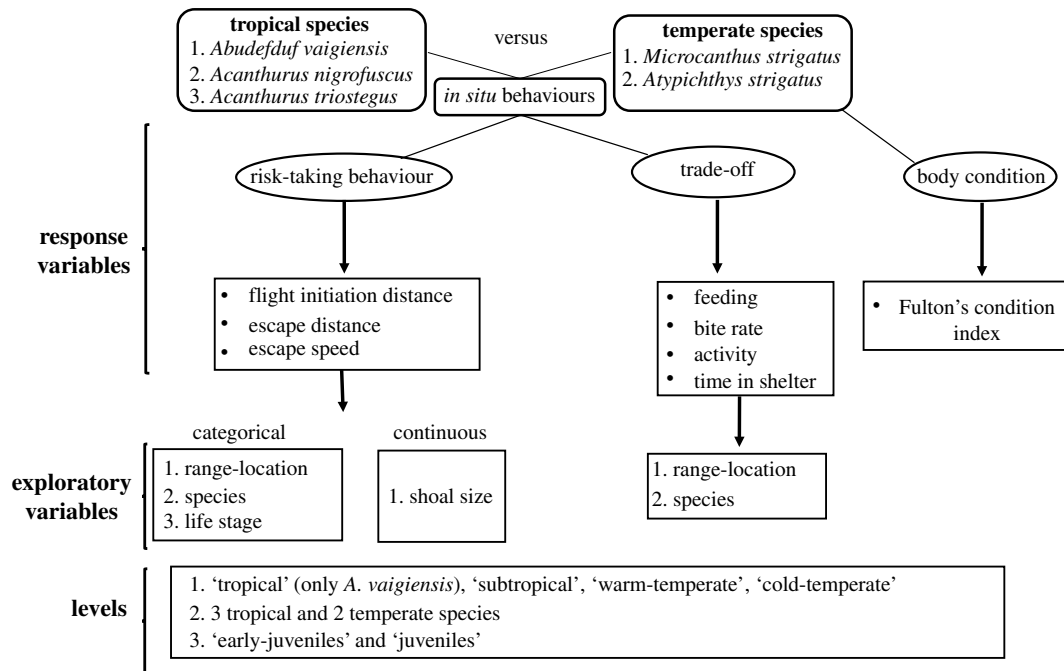 tropical species
1. Abudefduf vaigiensis
2. Acanthurus nigrofuscus
3. Acanthurus triostegus
versus
temperate species
1. Microcanthus strigatus
2. Atypichthys strigatus
in situ behaviours
risk-taking behaviour
trade-off
body condition
response
variables
• flight initiation distance
• escape distance
• escape speed
• feeding
• bite rate
• activity
• time in shelter
• Fulton’s condition
index
categorical
continuous
exploratory
variables
1. range-location
2. species
3. life stage
1. shoal size
1. range-location
2. species
levels
1. ‘tropical’ (only A. vaigiensis), ‘subtropical’, ‘warm-temperate’, ‘cold-temperate’
2. 3 tropical and 2 temperate species
3. ‘early-juveniles’ and ‘juveniles’